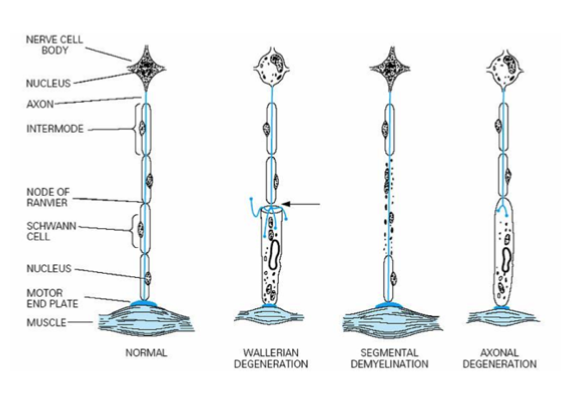 NERVE CELL
BODY
NUCLEUS
AXON
INTERMODE
NODE OF
RANVIER
SCHWANN
CELL
NUCLEUS
MOTOR
END PLATE
MUSCLE
NORMAL
WALLERIAN
DEGENERATION
SEGMENTAL
DEMYELINATION
AXONAL
DEGENERATION